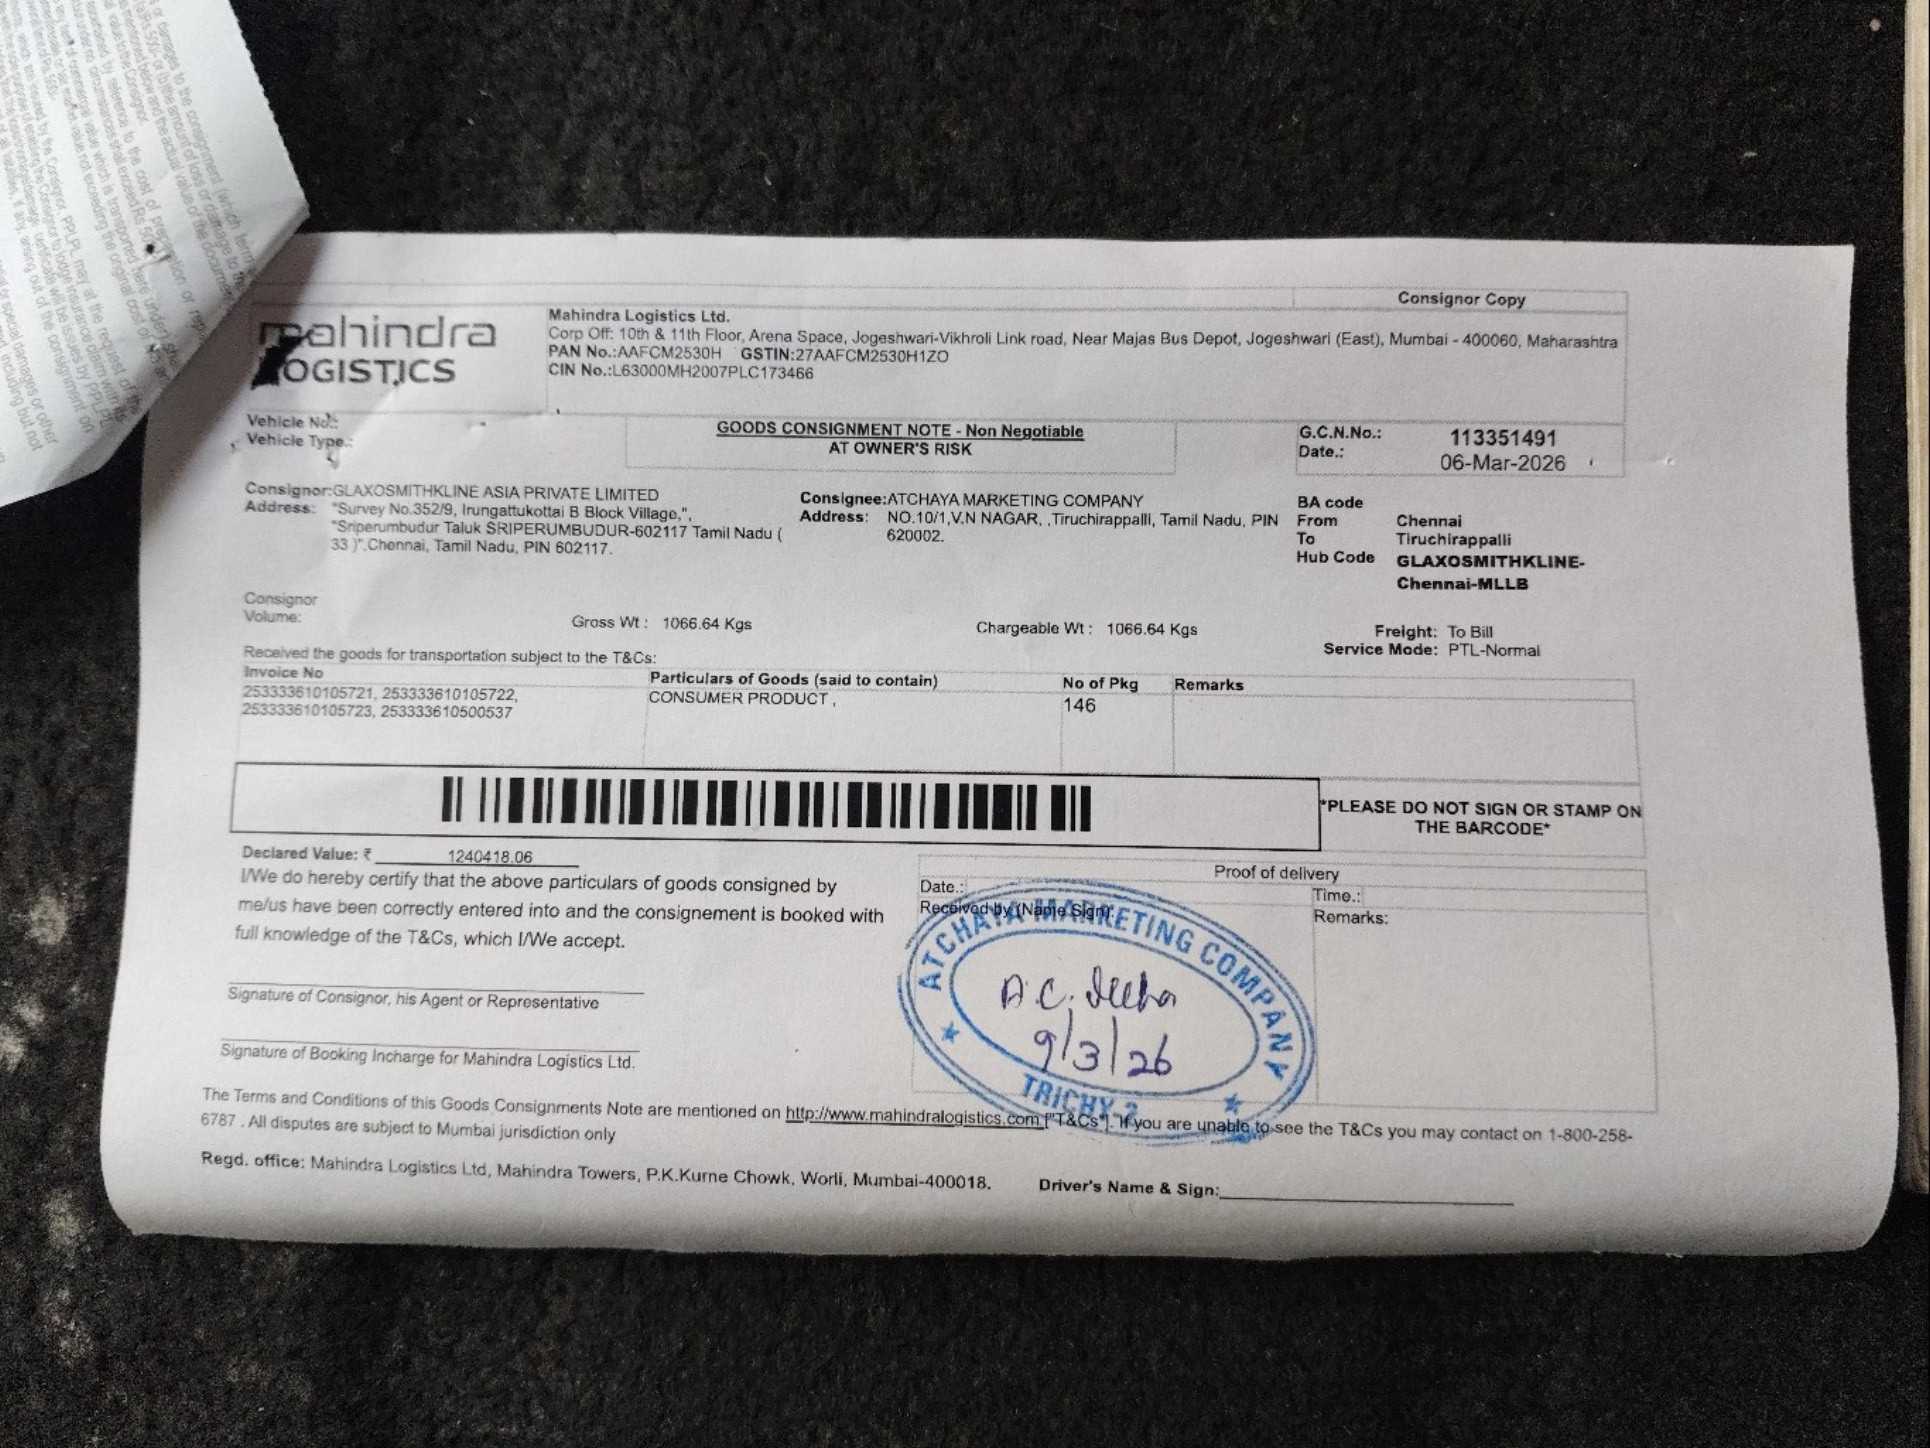 Consignor Copy
mahindra
LOGISTICS
Mahindra Logistics Ltd.
Corp Off: 10th & 11th Floor, Arena Space, Jogeshwari-Vikhroli Link road, Near Majas Bus Depot, Jogeshwari (East), Mumbai - 400060, Maharashtra
PAN No.:AAFCM2530H GSTIN:27AAFCM2530H1ZO
CIN No.:L63000MH2007PLC173466
Vehicle No.:
Vehicle Type.:
GOODS CONSIGNMENT NOTE - Non Negotiable
AT OWNER'S RISK
G.C.N.No.: 113351491
Date.: 06-Mar-2026
Consignor:GLAXOSMITHKLINE ASIA PRIVATE LIMITED
Address: "Survey No.352/9, Irungattukottai B Block Village,",
"Sriperumbudur Taluk SRIPERUMBUDUR-602117 Tamil Nadu (
33 )".Chennai, Tamil Nadu, PIN 602117.
Consignee:ATCHAYA MARKETING COMPANY
Address: NO.10/1,V.N NAGAR, ,Tiruchirappalli, Tamil Nadu, PIN
620002.
BA code
From Chennai
To Tiruchirappalli
Hub Code GLAXOSMITHKLINE-
Chennai-MLLB
Consignor
Volume:
Gross Wt : 1066.64 Kgs
Chargeable Wt : 1066.64 Kgs
Freight: To Bill
Service Mode: PTL-Normal
Received the goods for transportation subject to the T&Cs:
Invoice No Particulars of Goods (said to contain) No of Pkg Remarks
253333610105721, 253333610105722, CONSUMER PRODUCT , 146
253333610105723, 253333610500537
*PLEASE DO NOT SIGN OR STAMP ON
THE BARCODE*
Declared Value: ₹ 1240418.06
I/We do hereby certify that the above particulars of goods consigned by
me/us have been correctly entered into and the consignement is booked with
full knowledge of the T&Cs, which I/We accept.
Signature of Consignor, his Agent or Representative
Signature of Booking Incharge for Mahindra Logistics Ltd.
Proof of delivery
Date.:
Time.:
Received by (Name Sign):
Remarks:
ATCHAYA MARKETING COMPANY
A.C.
9/3/26
TRICHY-2
The Terms and Conditions of this Goods Consignments Note are mentioned on http://www.mahindralogistics.com ["T&Cs"]. If you are unable to see the T&Cs you may contact on 1-800-258-
6787 . All disputes are subject to Mumbai jurisdiction only
Regd. office: Mahindra Logistics Ltd, Mahindra Towers, P.K.Kurne Chowk, Worli, Mumbai-400018.
Driver's Name & Sign: